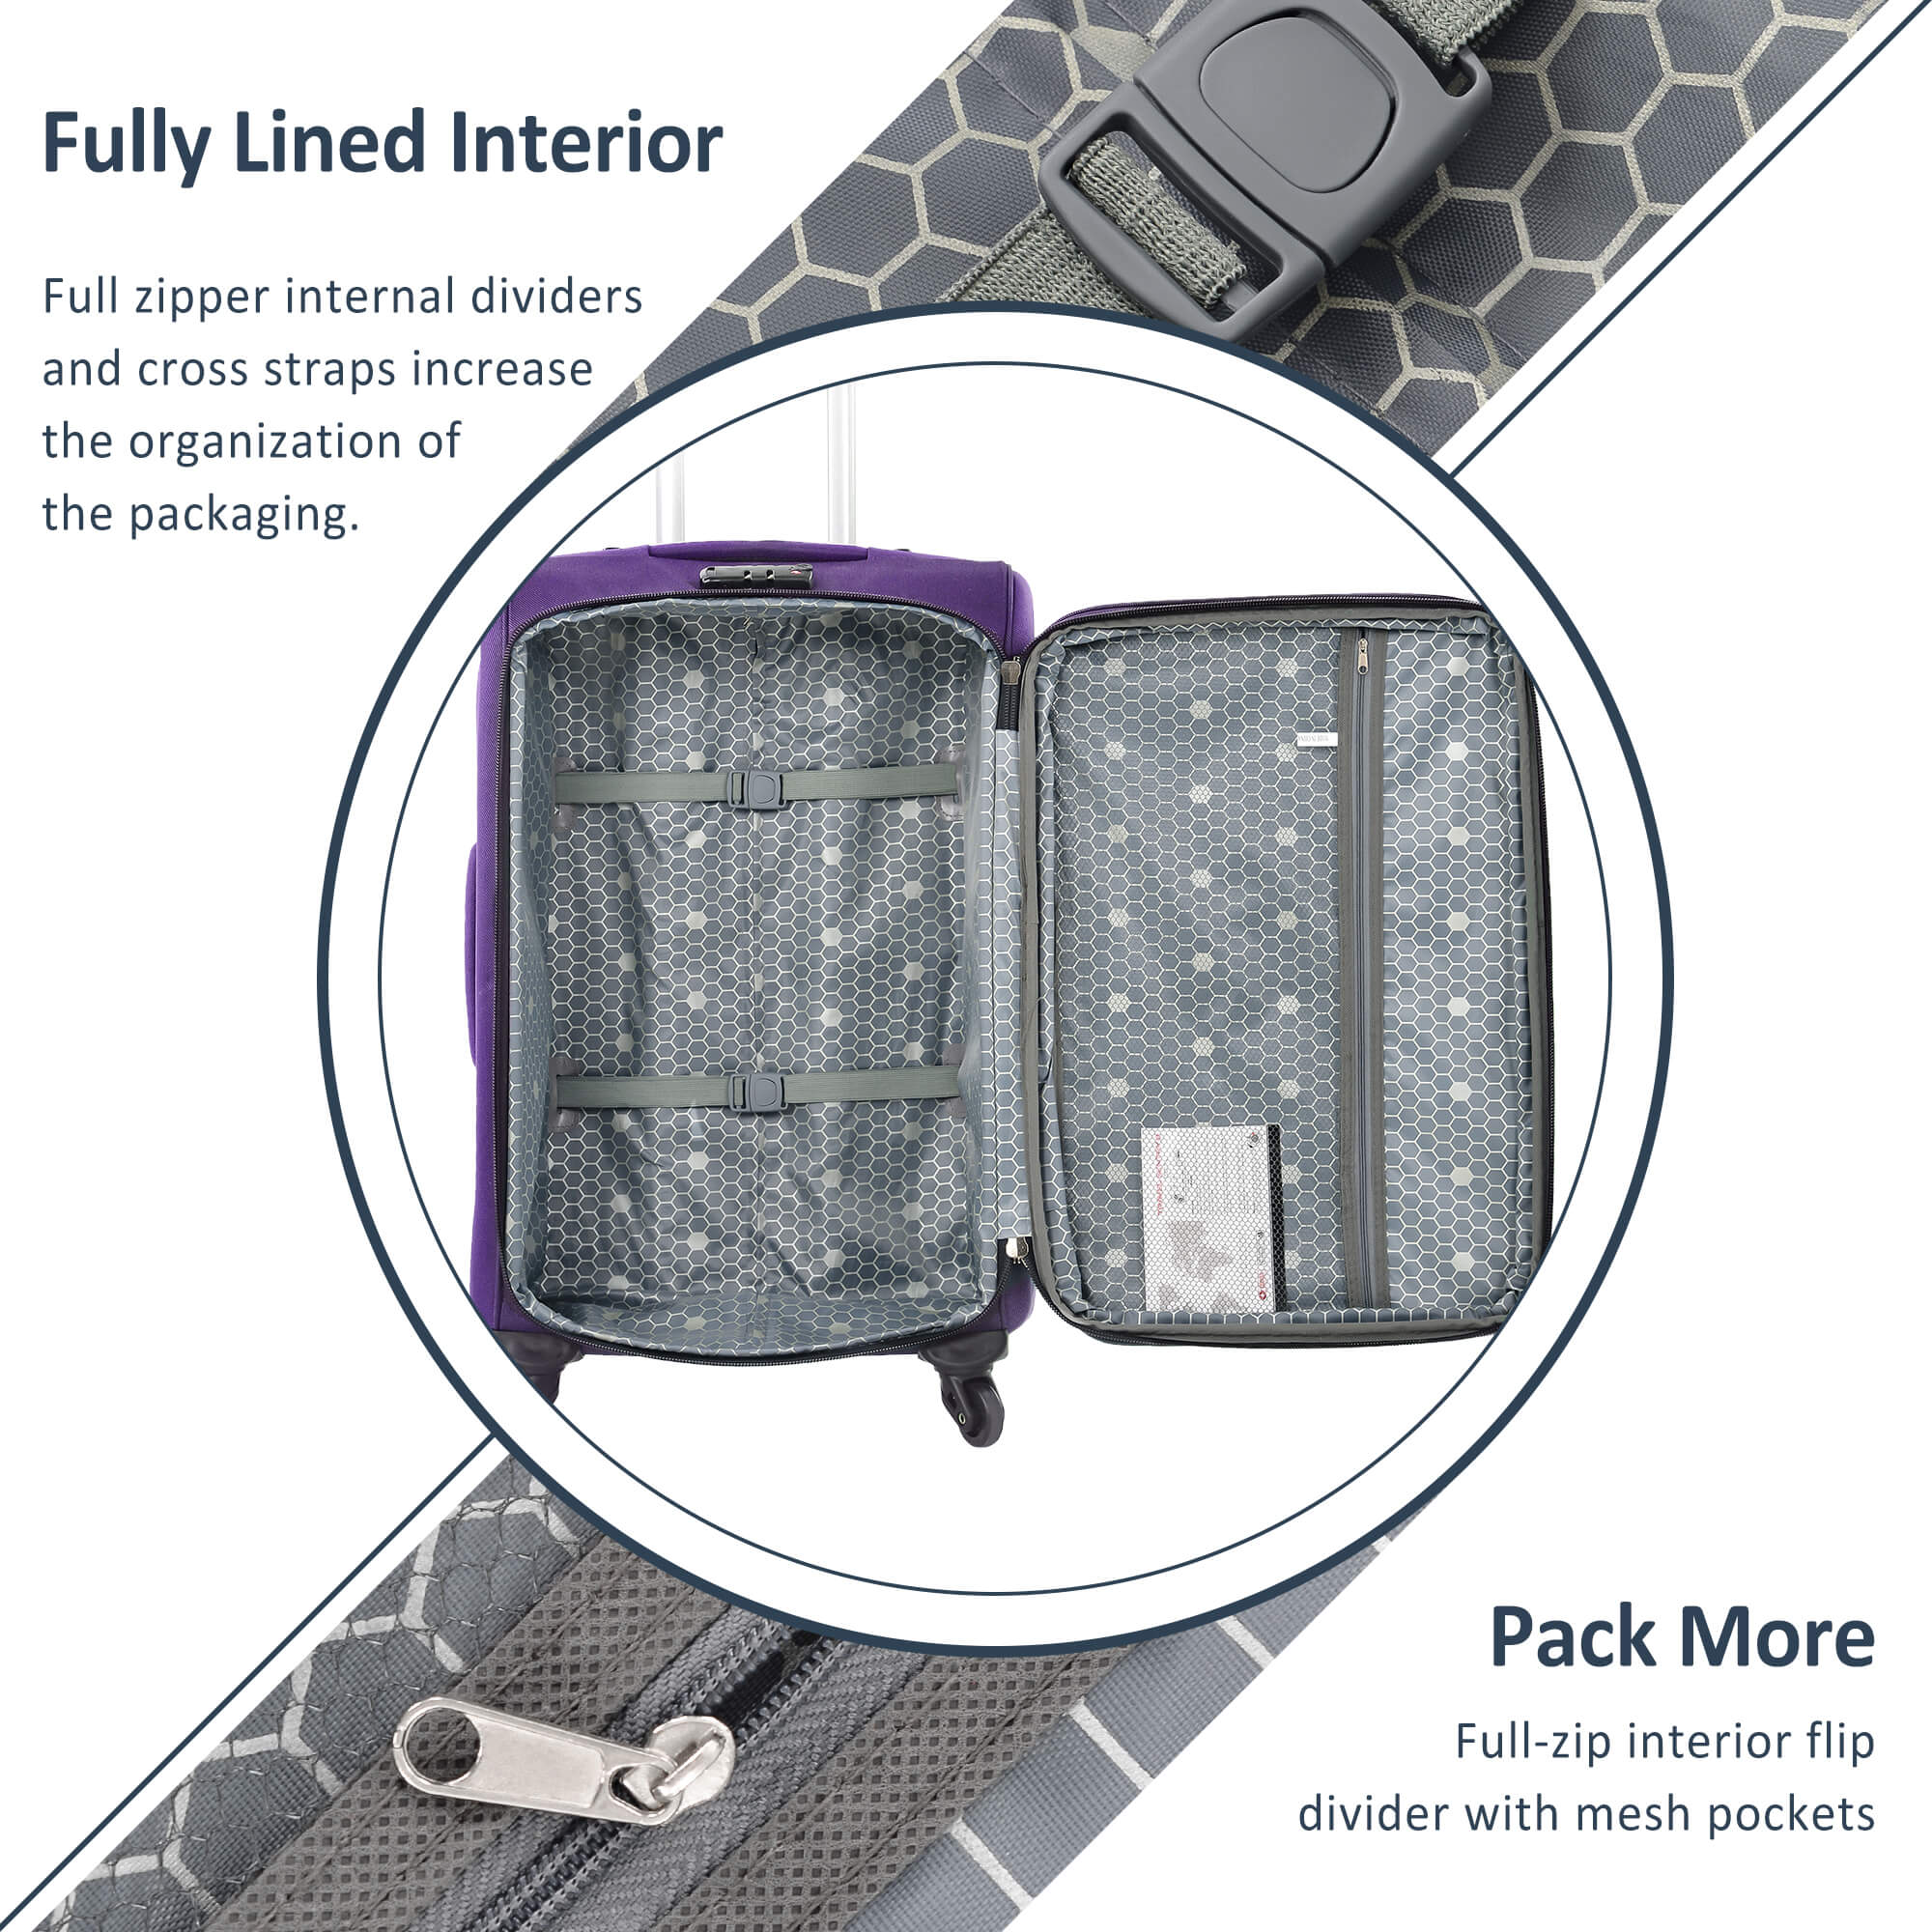 Fully Lined Interior
Full zipper internal dividers
and cross straps increase
the organization of
the packaging.
Pack More
Full-zip interior flip
divider with mesh pockets